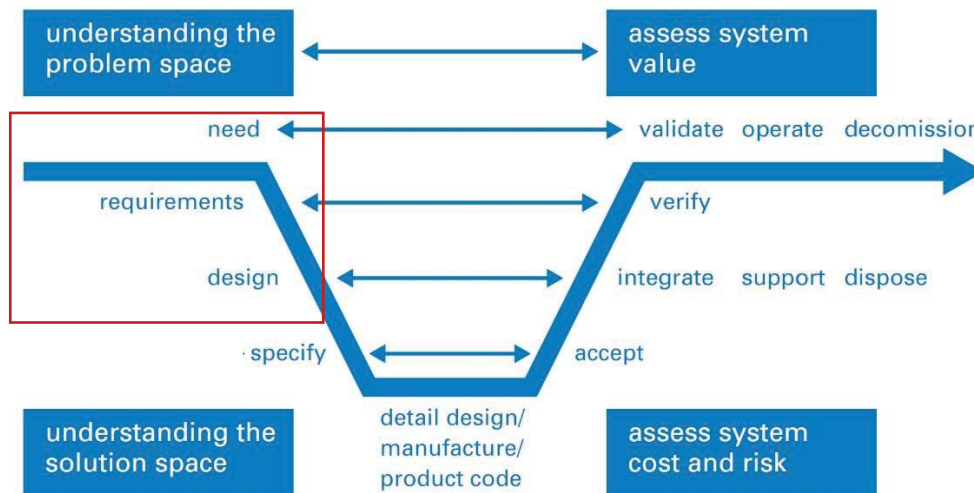 understanding the
problem space
assess system
value
need
validate operate decomission
requirements
verify
design
integrate support dispose
specify
accept
detail design/
manufacture/
product code
understanding the
solution space
assess system
cost and risk